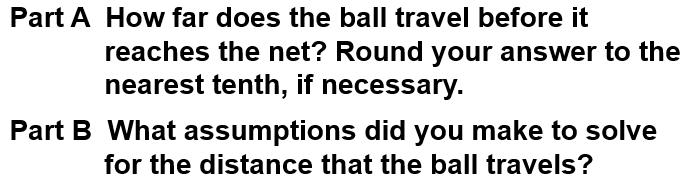 Part A How far does the ball travel before it
reaches the net? Round your answer to the
nearest tenth, if necessary.
Part B What assumptions did you make to solve
for the distance that the ball travels?